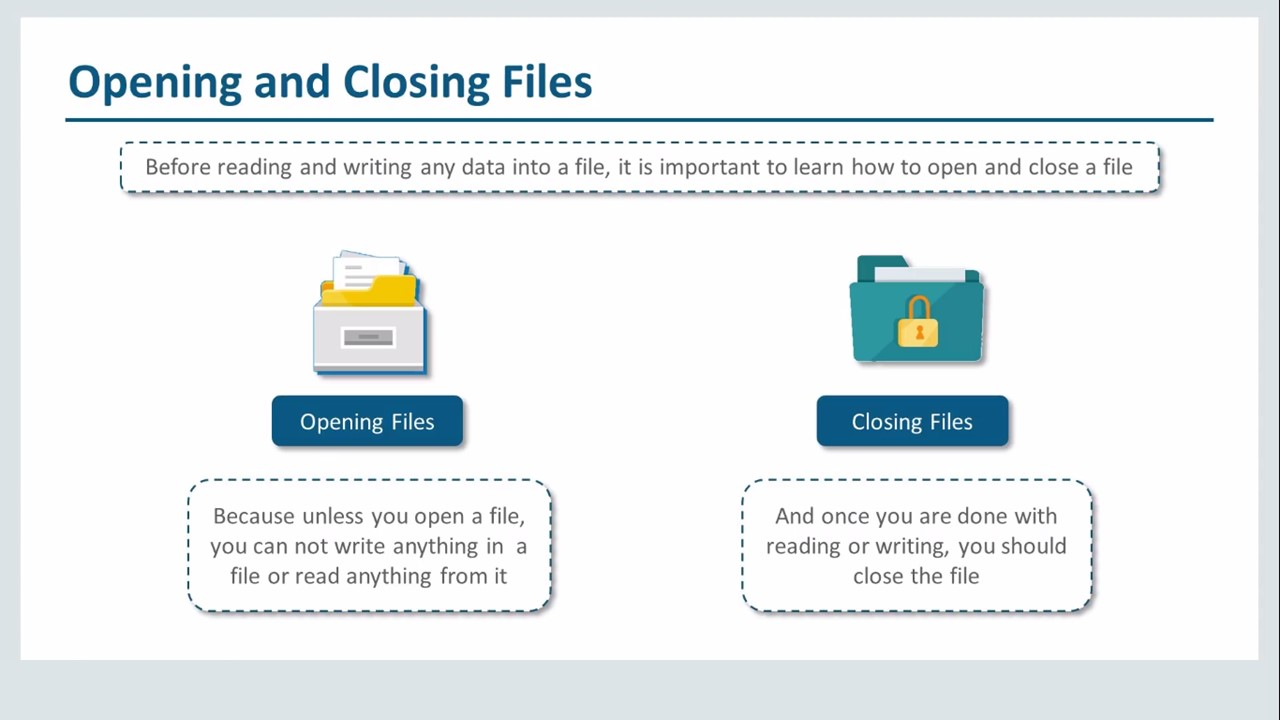 Opening and Closing Files
Before reading and writing any data into a file, it is important to learn how to open and close a file
Opening Files
Because unless you open a file,
you can not write anything in a
file or read anything from it
Closing Files
And once you are done with
reading or writing, you should
close the file